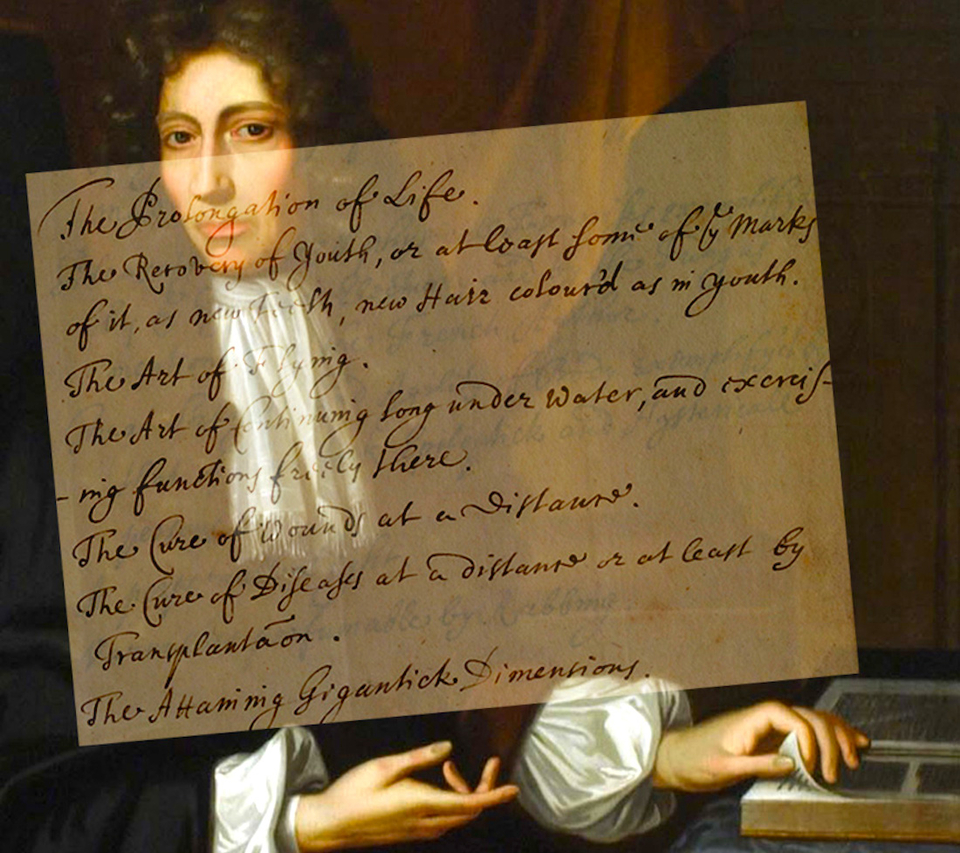 The Prolongation of Life.
The Recovery of Youth, or at least some of ye Marks
of it, as new Teeth, new Hair colour'd as in youth.
The Art of Flying.
The Art of Continuing long under water, and exercis-
-ing functions freely there.
The Cure of Wounds at a Distance.
The Cure of Diseases at a distance or at least by
Transplantãon.
The Attaining Gigantick Dimensions.